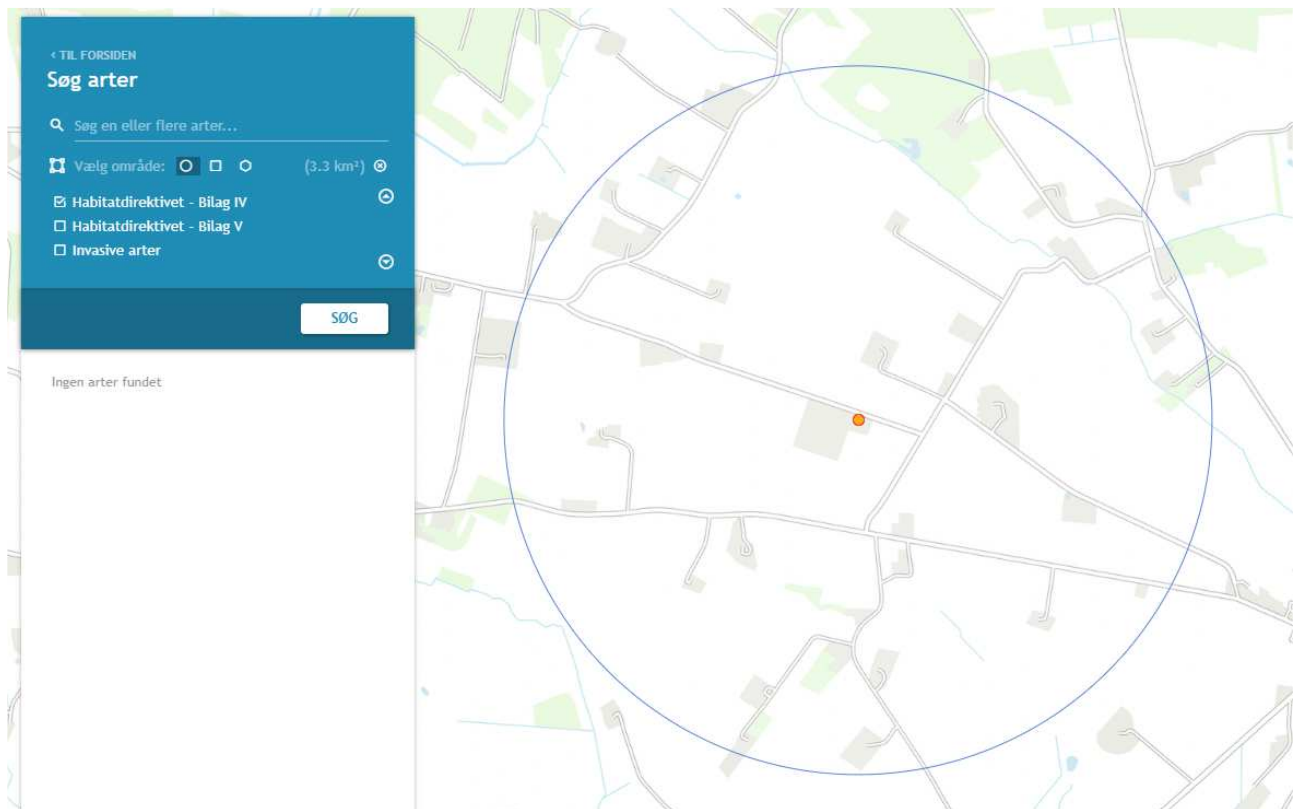 ‹ TIL FORSIDEN
Søg arter
Søg en eller flere arter...
Vælg område: (3.3 km²)
Habitatdirektivet - Bilag IV
Habitatdirektivet - Bilag V
Invasive arter
SØG
Ingen arter fundet